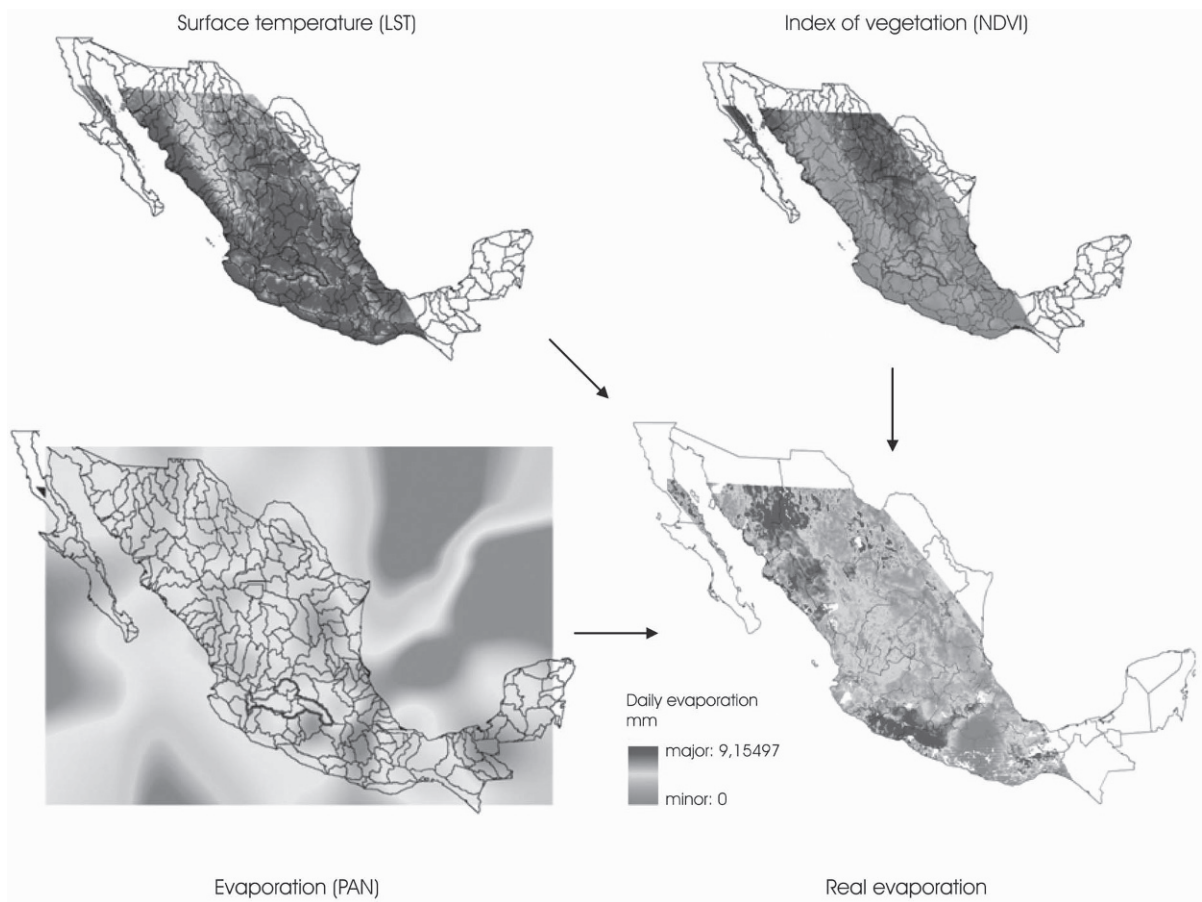 Surface temperature (LST)
Index of vegetation (NDVI)
Daily evaporation
mm
major: 9,15497
minor: 0
Evaporation (PAN)
Real evaporation